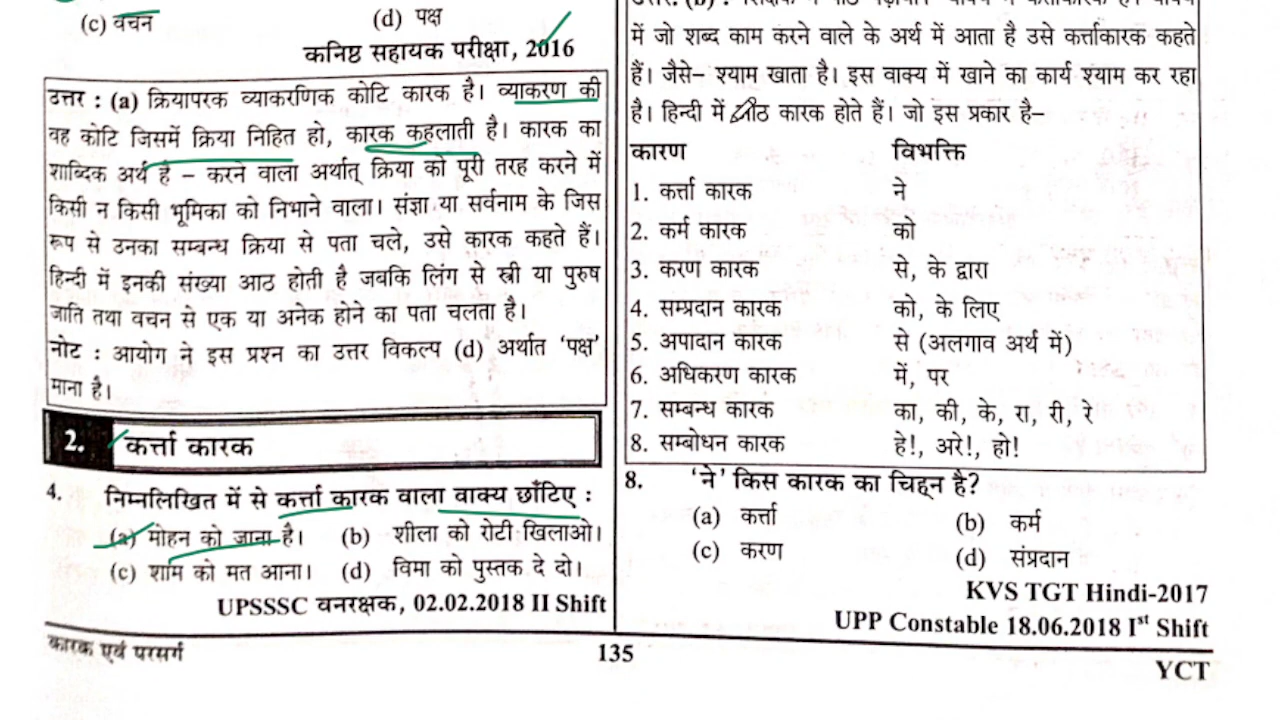 (c) वचन (d) पक्ष
कनिष्ठ सहायक परीक्षा, 2016
उत्तर : (a) क्रियापरक व्याकरणिक कोटि कारक है। व्याकरण की
वह कोटि जिसमें क्रिया निहित हो, कारक कहलाती है। कारक का
शाब्दिक अर्थ है – करने वाला अर्थात् क्रिया को पूरी तरह करने में
किसी न किसी भूमिका को निभाने वाला। संज्ञा या सर्वनाम के जिस
रूप से उनका सम्बन्ध क्रिया से पता चले, उसे कारक कहते हैं।
हिन्दी में इनकी संख्या आठ होती है जबकि लिंग से स्त्री या पुरुष
जाति तथा वचन से एक या अनेक होने का पता चलता है।
नोट : आयोग ने इस प्रश्न का उत्तर विकल्प (d) अर्थात 'पक्ष'
माना है।
2. कर्त्ता कारक
4. निम्नलिखित में से कर्त्ता कारक वाला वाक्य छाँटिए :
(a) मोहन को जाना है। (b) शीला को रोटी खिलाओ।
(c) शाम को मत आना। (d) विमा को पुस्तक दे दो।
UPSSSC वनरक्षक, 02.02.2018 II Shift
में जो शब्द काम करने वाले के अर्थ में आता है उसे कर्त्ताकारक कहते
हैं। जैसे– श्याम खाता है। इस वाक्य में खाने का कार्य श्याम कर रहा
है। हिन्दी में कारक होते हैं। जो इस प्रकार है–
कारण विभक्ति
1. कर्त्ता कारक ने
2. कर्म कारक को
3. करण कारक से, के द्वारा
4. सम्प्रदान कारक को, के लिए
5. अपादान कारक से (अलगाव अर्थ में)
6. अधिकरण कारक में, पर
7. सम्बन्ध कारक का, की, के, रा, री, रे
8. सम्बोधन कारक हे!, अरे!, हो!
8. 'ने' किस कारक का चिह्न है?
(a) कर्त्ता (b) कर्म
(c) करण (d) संप्रदान
KVS TGT Hindi-2017
UPP Constable 18.06.2018 Ist Shift
कारक एवं परसर्ग 135 YCT